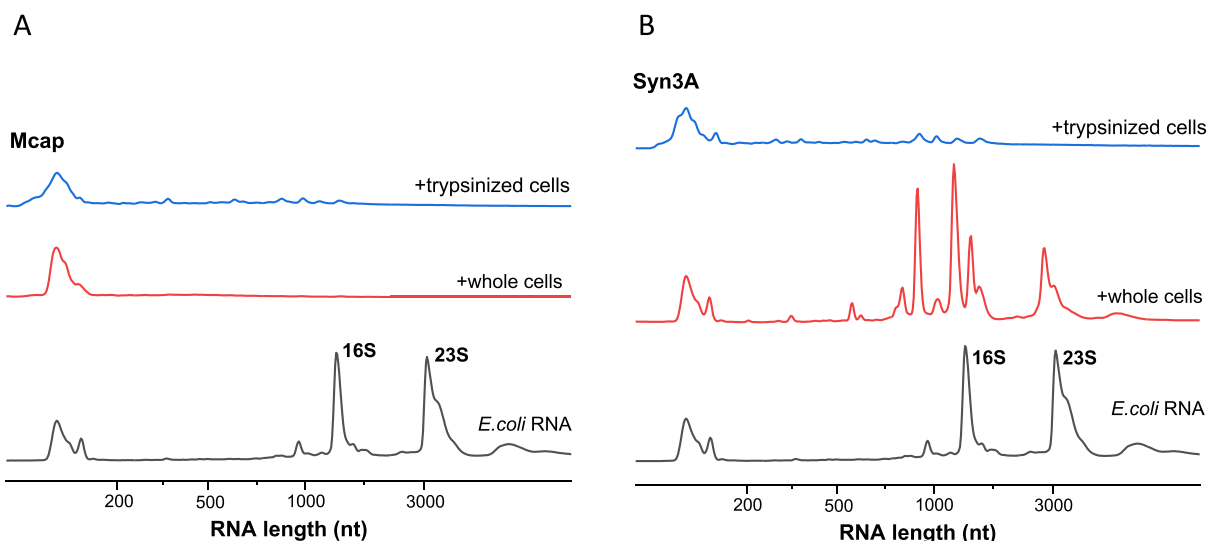 A
Mcap
+trypsinized cells
+whole cells
16S
23S
E.coli RNA
200
500
1000
3000
RNA length (nt)
B
Syn3A
+trypsinized cells
+whole cells
16S
23S
E.coli RNA
200
500
1000
3000
RNA length (nt)